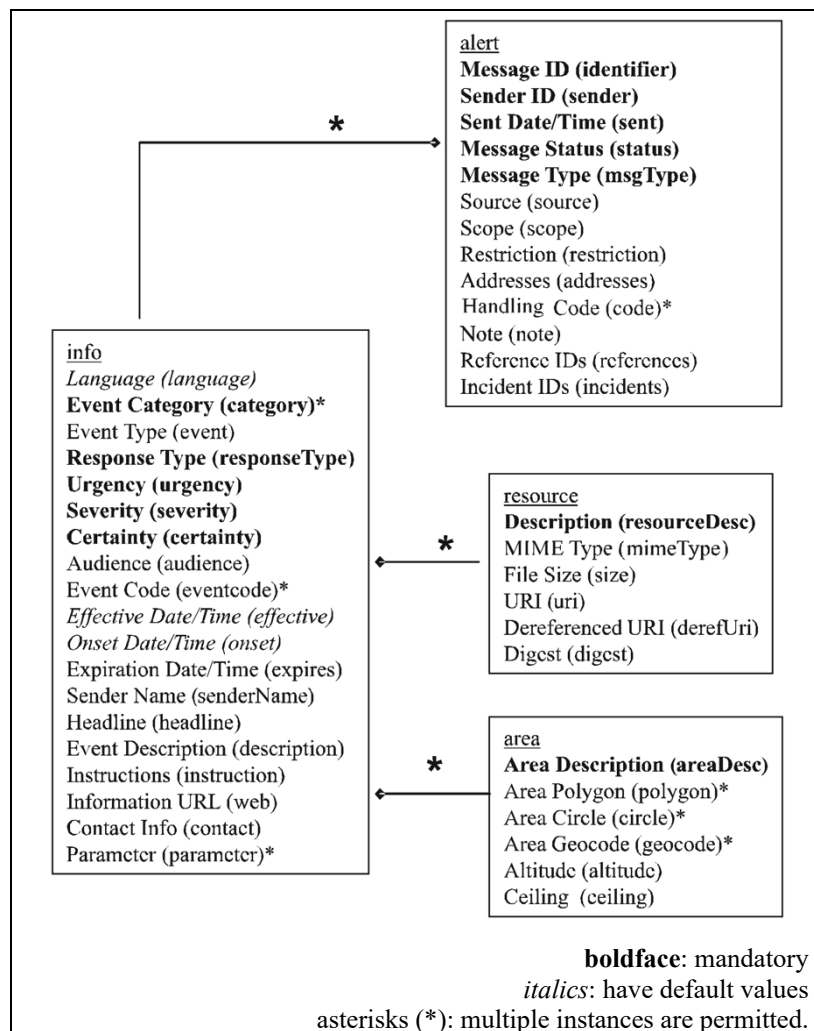 alert
Message ID (identifier)
Sender ID (sender)
Sent Date/Time (sent)
Message Status (status)
Message Type (msgType)
Source (source)
Scope (scope)
Restriction (restriction)
Addresses (addresses)
Handling Code (code)*
Note (note)
Reference IDs (references)
Incident IDs (incidents)
*
info
Language (language)
Event Category (category)*
Event Type (event)
Response Type (responseType)
Urgency (urgency)
Severity (severity)
Certainty (certainty)
Audience (audience)
Event Code (eventcode)*
Effective Date/Time (effective)
Onset Date/Time (onset)
Expiration Date/Time (expires)
Sender Name (senderName)
Headline (headline)
Event Description (description)
Instructions (instruction)
Information URL (web)
Contact Info (contact)
Parameter (parameter)*
*
resource
Description (resourceDesc)
MIME Type (mimeType)
File Size (size)
URI (uri)
Dereferenced URI (derefUri)
Digest (digest)
*
area
Area Description (areaDesc)
Area Polygon (polygon)*
Area Circle (circle)*
Area Geocode (geocode)*
Altitude (altitude)
Ceiling (ceiling)
boldface: mandatory
italics: have default values
asterisks (*): multiple instances are permitted.